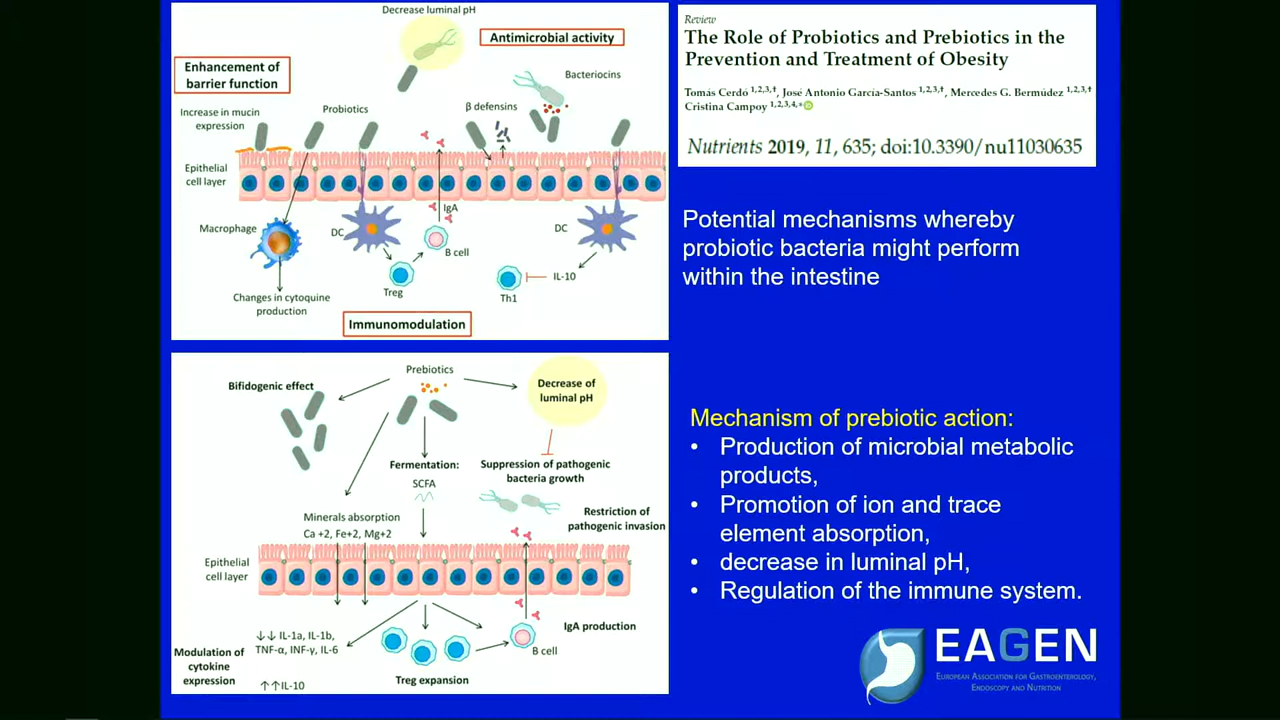 Decrease luminal pH
Antimicrobial activity
Enhancement of
barrier function
Bacteriocins
Increase in mucin
expression
Probiotics
β defensins
Epithelial
cell layer
IgA
Macrophage
DC
DC
B cell
Treg
IL-10
Th1
Changes in cytoquine
production
Immunomodulation
Review
The Role of Probiotics and Prebiotics in the
Prevention and Treatment of Obesity
Tomás Cerdó 1,2,3,†, José Antonio García-Santos 1,2,3,†, Mercedes G. Bermúdez 1,2,3,†
Cristina Campoy 1,2,3,4,*
Nutrients 2019, 11, 635; doi:10.3390/nu11030635
Potential mechanisms whereby
probiotic bacteria might perform
within the intestine
Prebiotics
Bifidogenic effect
Decrease of
luminal pH
Fermentation:
SCFA
Suppression of pathogenic
bacteria growth
Restriction of
pathogenic invasion
Minerals absorption
Ca +2, Fe+2, Mg+2
Epithelial
cell layer
IgA production
↓↓ IL-1a, IL-1b,
TNF-α, INF-γ, IL-6
Modulation of
cytokine
expression
↑↑IL-10
B cell
Treg expansion
Mechanism of prebiotic action:
• Production of microbial metabolic
products,
• Promotion of ion and trace
element absorption,
• decrease in luminal pH,
• Regulation of the immune system.
EAGEN
European Association for Gastroenterology,
Endoscopy and Nutrition